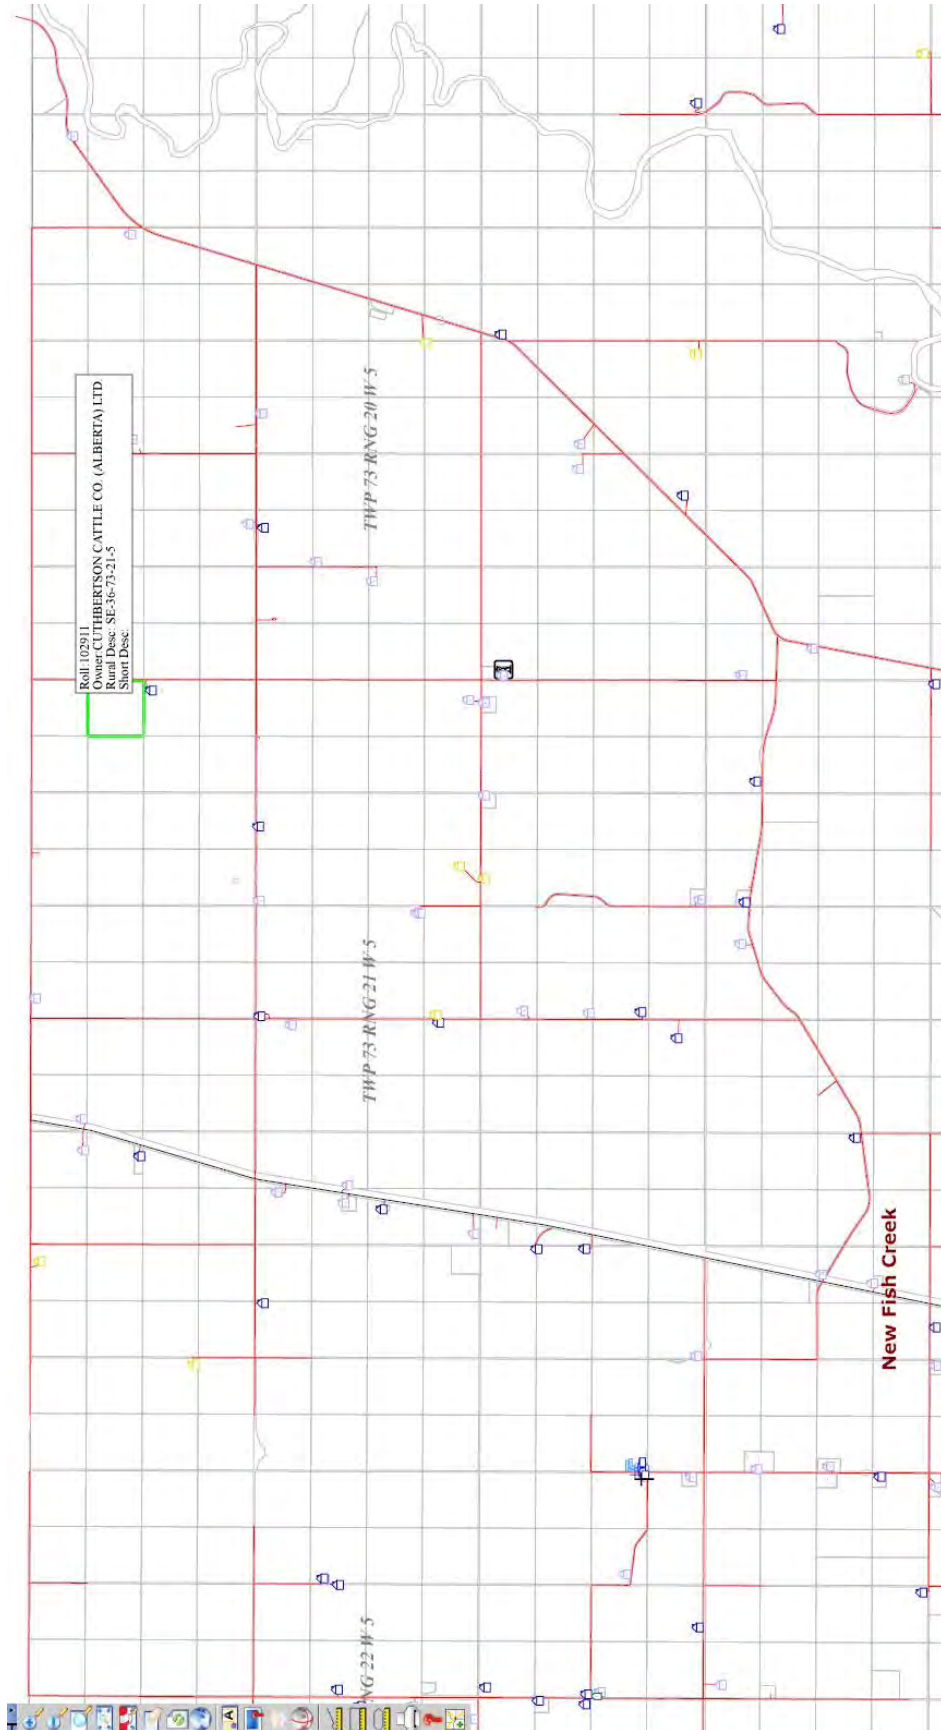 Roll:102911
Owner:CUTHBERTSON CATTLE CO. (ALBERTA) LTD.
Rural Desc: SE-36-73-21-5
Short Desc:
TWP 73 RNG 20 W 5
TWP 73 RNG 21 W 5
NG 22 W 5
New Fish Creek
A